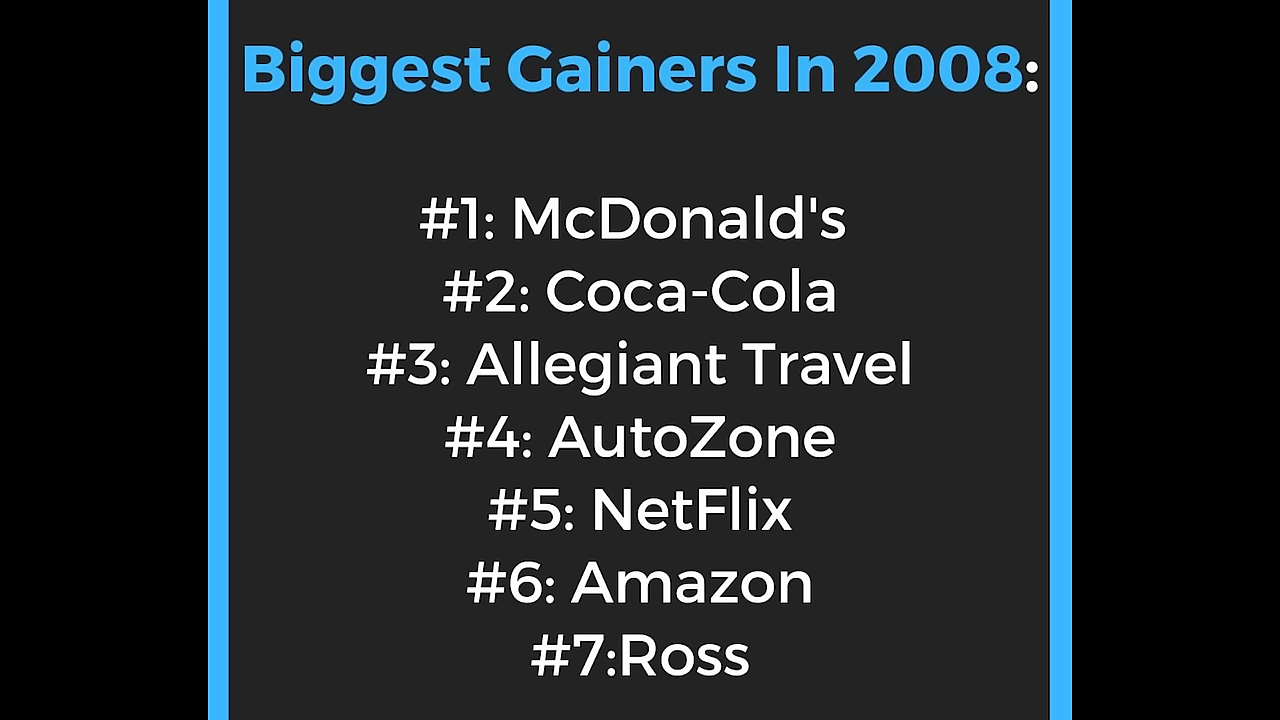 Biggest Gainers In 2008:
#1: McDonald's
#2: Coca-Cola
#3: Allegiant Travel
#4: AutoZone
#5: NetFlix
#6: Amazon
#7:Ross